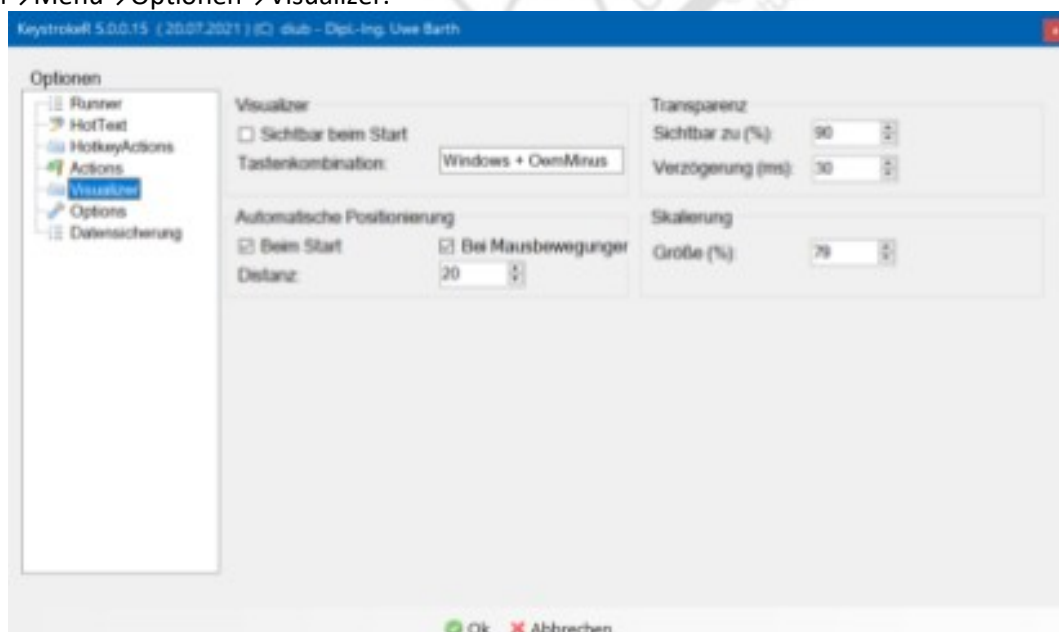 →Menü→Optionen→Visualizer.
KeystrokeR 5.0.0.15 ( 20.07.2021 ) (C) diub - Dipl.-Ing. Uwe Barth
Optionen
Runner
HotText
HotkeyActions
Actions
Visualizer
Options
Datensicherung
Visualizer
Sichtbar beim Start
Tastenkombination: Windows + OemMinus
Automatische Positionierung
Beim Start Bei Mausbewegunger
Distanz: 20
Transparenz
Sichtbar zu (%): 90
Verzögerung (ms): 30
Skalierung
Größe (%): 79
Ok Abbrechen